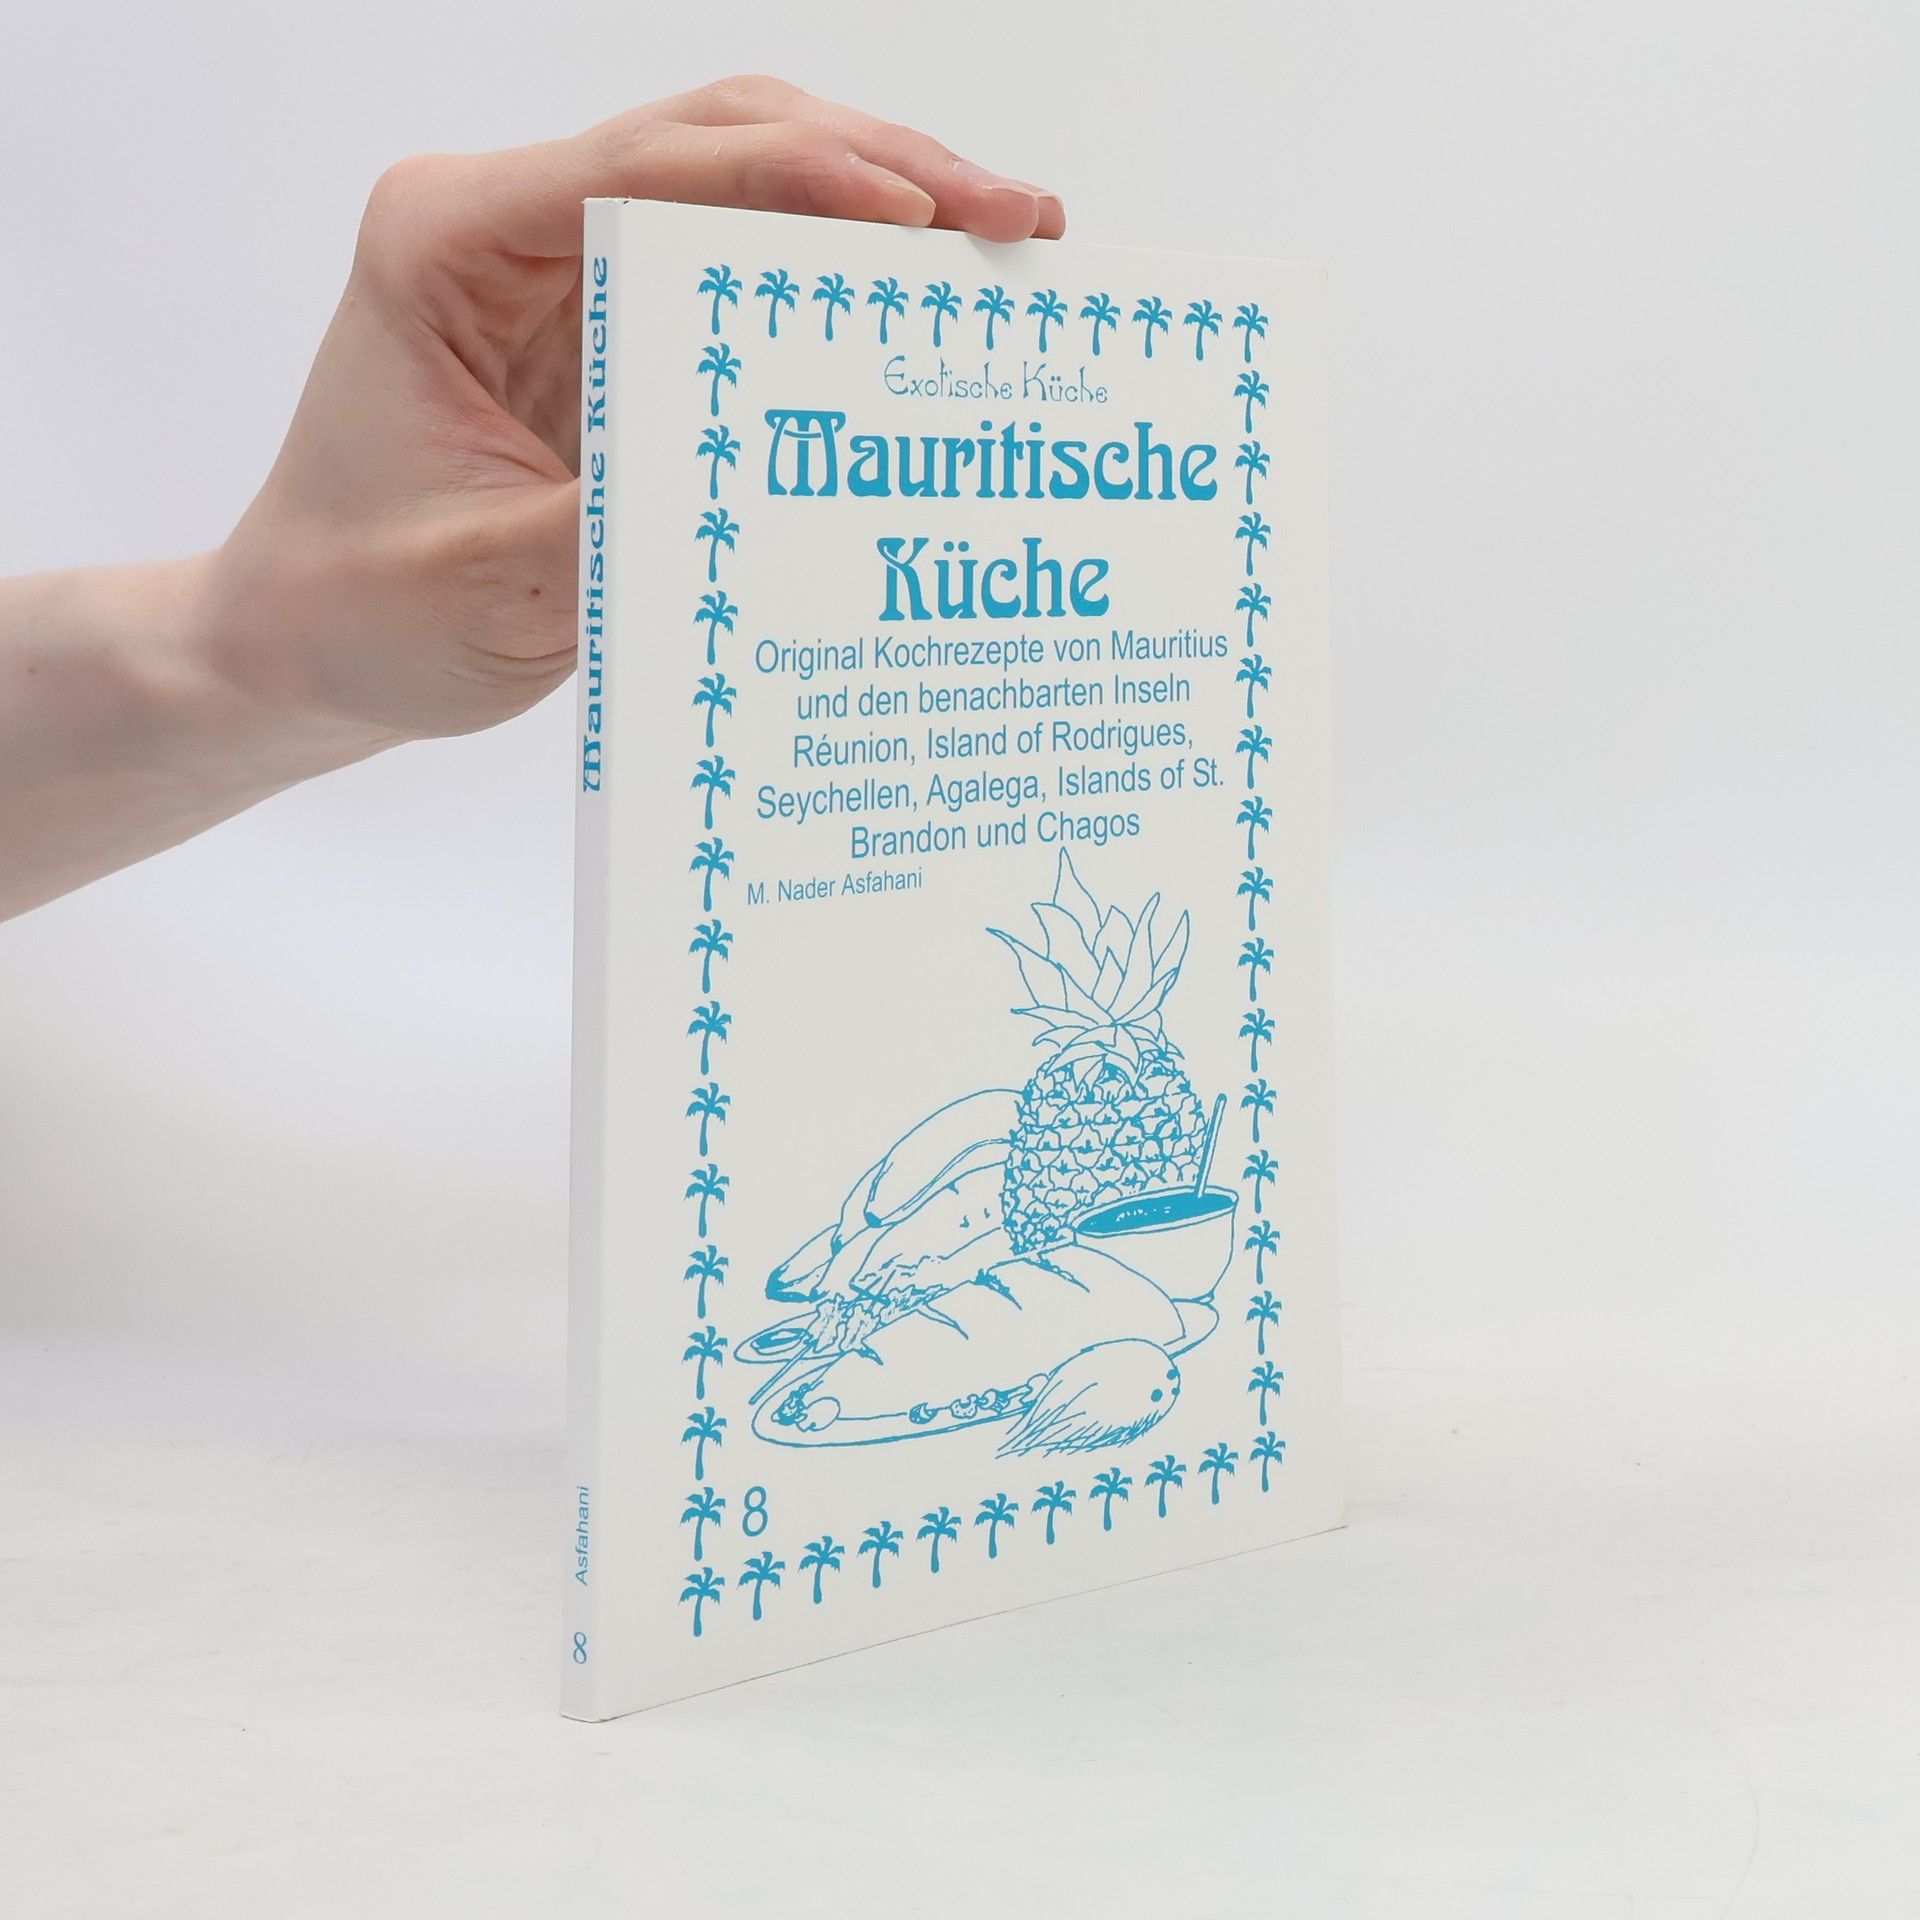 Exotische Küche
Mauritische
Küche
Original Kochrezepte von Mauritius
und den benachbarten Inseln
Réunion, Island of Rodrigues,
Seychellen, Agalega, Islands of St.
Brandon und Chagos
M. Nader Asfahani
8
Mauritische Küche
Asfahani
8